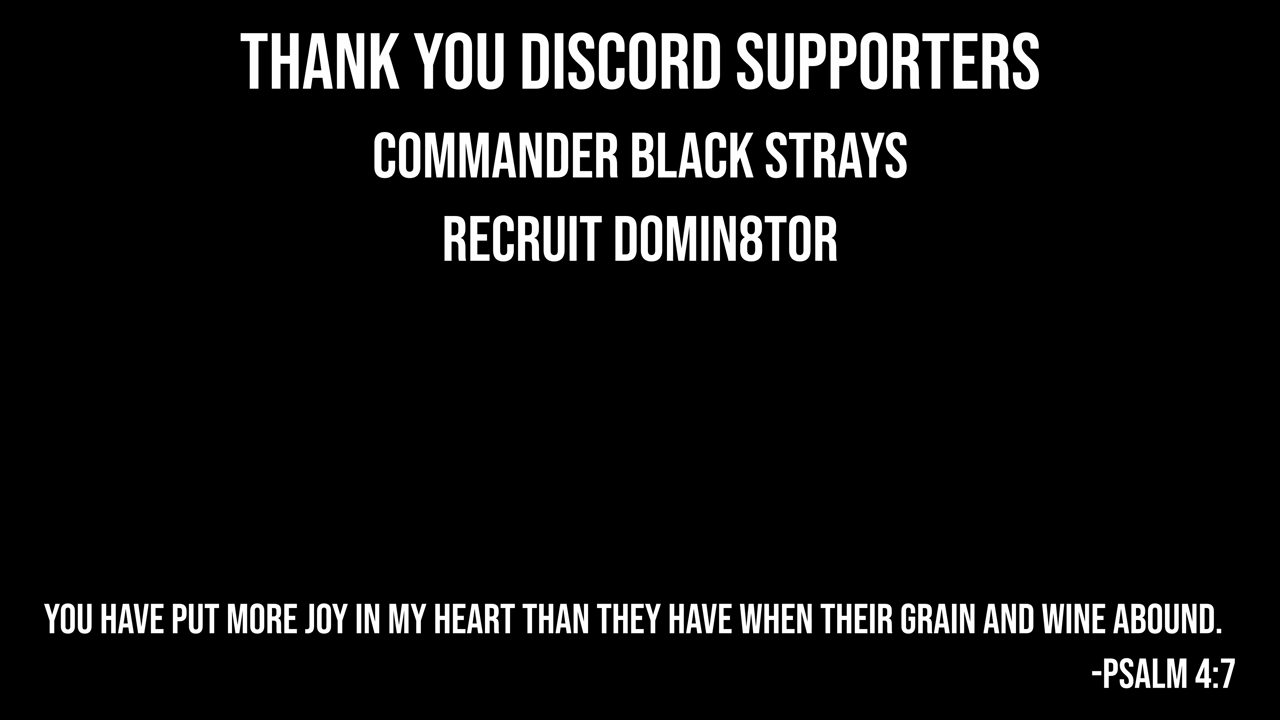 THANK YOU DISCORD SUPPORTERS
COMMANDER BLACK STRAYS
RECRUIT DOMIN8TOR
YOU HAVE PUT MORE JOY IN MY HEART THAN THEY HAVE WHEN THEIR GRAIN AND WINE ABOUND.
-PSALM 4:7